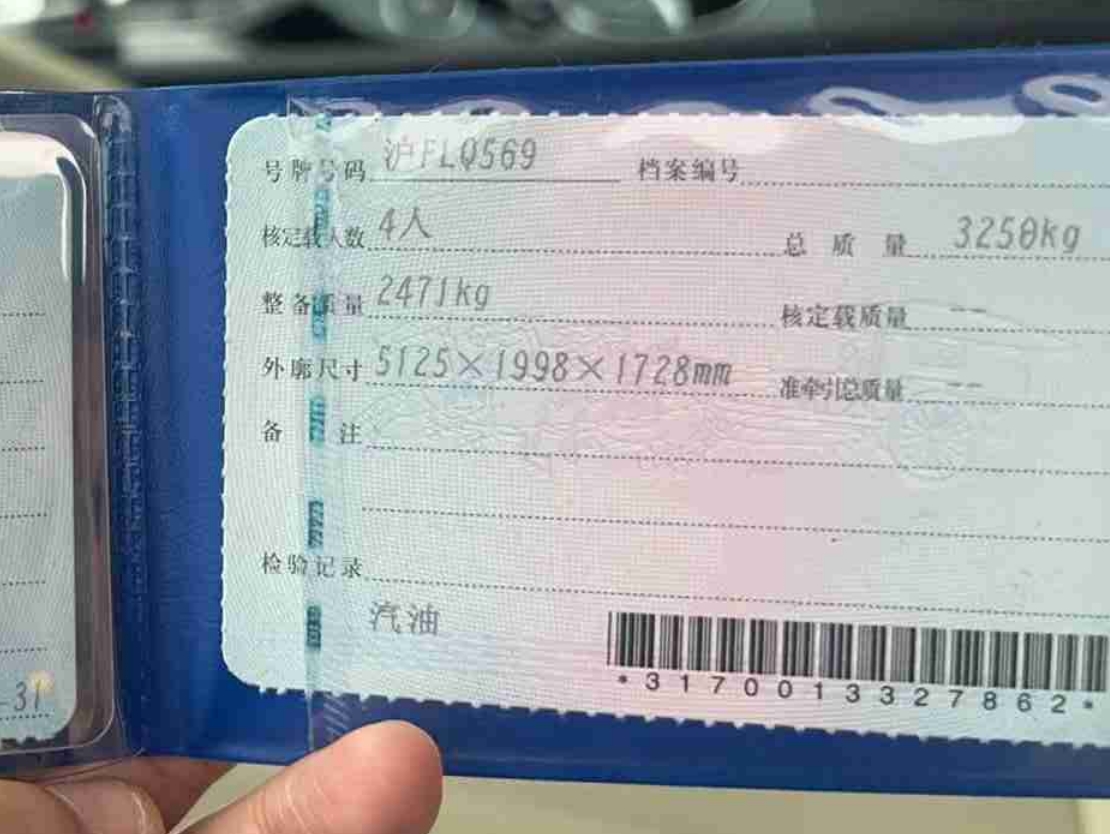 号牌号码 沪FLQ569 档案编号
核定载人数 4人 总质量 3250kg
整备质量 2471kg 核定载质量 --
外廓尺寸 5125×1998×1728mm 准牵引总质量 --
备注
检验记录
汽油
*3170013327862*
31